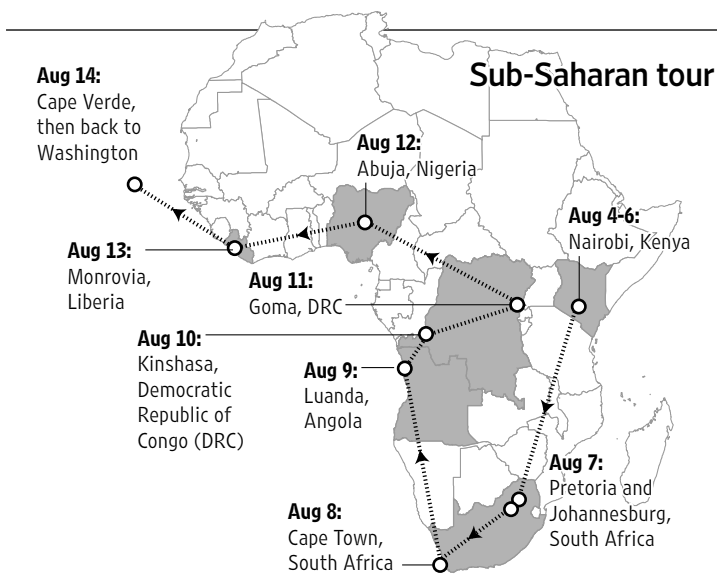 Sub-Saharan tour
Aug 14:
Cape Verde,
then back to
Washington
Aug 12:
Abuja, Nigeria
Aug 4-6:
Nairobi, Kenya
Aug 13:
Monrovia,
Liberia
Aug 11:
Goma, DRC
Aug 10:
Kinshasa,
Democratic
Republic of
Congo (DRC)
Aug 9:
Luanda,
Angola
Aug 7:
Pretoria and
Johannesburg,
South Africa
Aug 8:
Cape Town,
South Africa